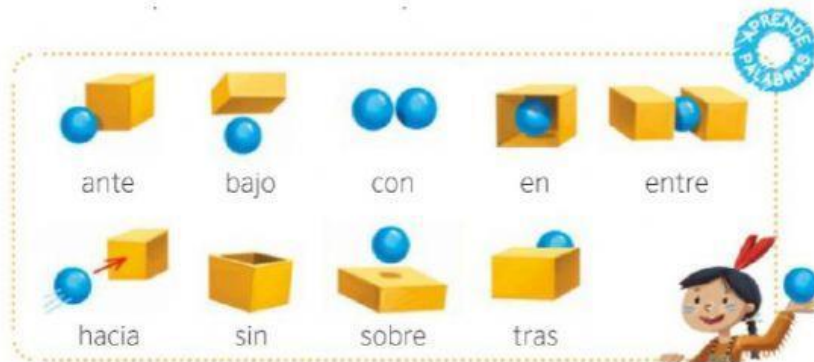 APRENDE
PALABRAS
ante bajo con en entre
hacia sin sobre tras